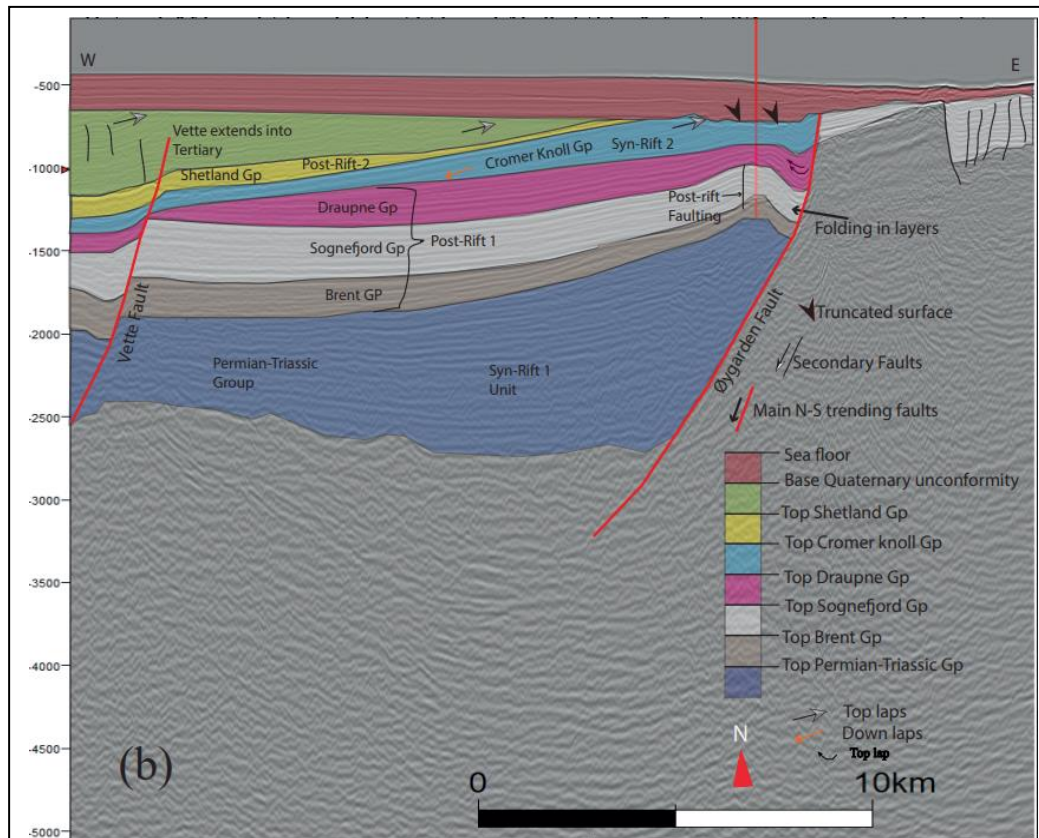 W
E
-500
-1000
-1500
-2000
-2500
-3000
-3500
-4000
-4500
-5000
Vette extends into
Tertiary
Post-Rift-2
Shetland Gp
Cromer Knoll Gp
Syn-Rift 2
Draupne Gp
Sognefjord Gp
Post-Rift 1
Brent GP
Post-rift
Faulting
Folding in layers
Vette Fault
Øygarden Fault
Permian-Triassic
Group
Syn-Rift 1
Unit
Truncated surface
Secondary Faults
Main N-S trending faults
Sea floor
Base Quaternary unconformity
Top Shetland Gp
Top Cromer knoll Gp
Top Draupne Gp
Top Sognefjord Gp
Top Brent Gp
Top Permian-Triassic Gp
Top laps
Down laps
Top lap
N
(b)
0
10km